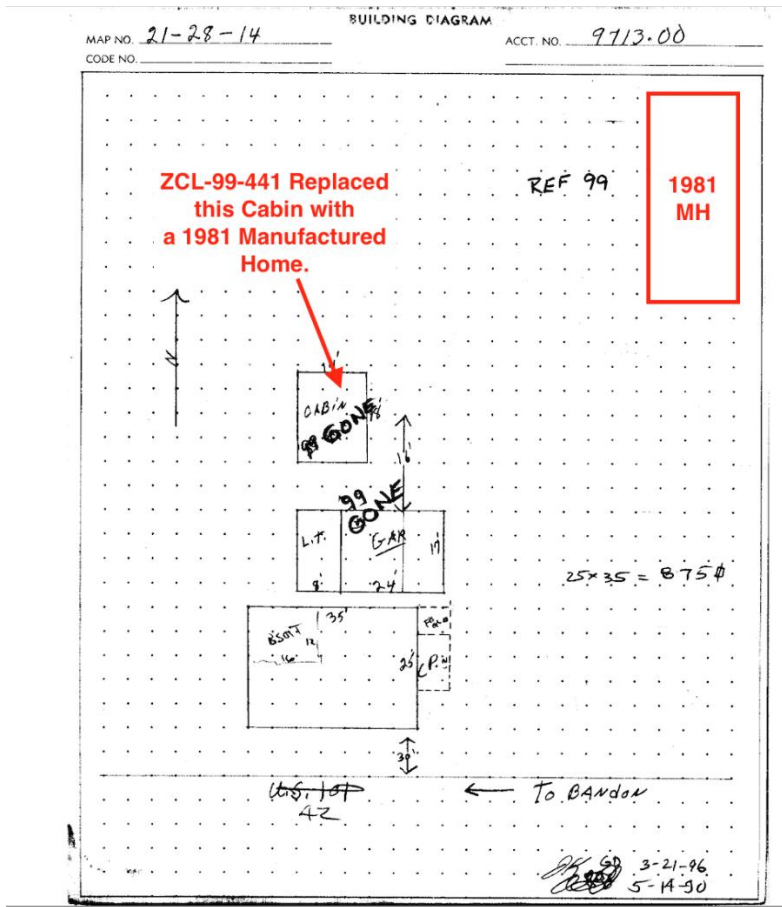 BUILDING DIAGRAM
MAP NO. 21-28-14
ACCT. NO. 9713.00
CODE NO.
REF 99
1981
MH
ZCL-99-441 Replaced
this Cabin with
a 1981 Manufactured
Home.
N
CABIN
99 GONE
16'
99
GONE
L.T.
GAR
17'
8'
24'
25 x 35 = 875
35'
BSMT
12
16
25'
P.
30'
U.S. 101
42
← TO BANDON
3-21-96
5-14-90